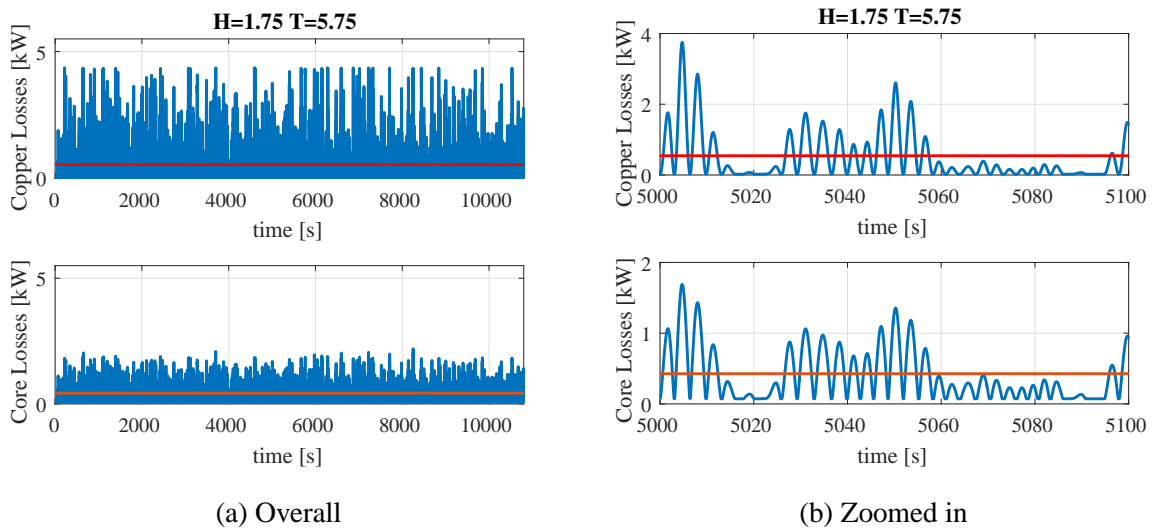 H=1.75 T=5.75
Copper Losses [kW]
5
0
0 2000 4000 6000 8000 10000
time [s]
Core Losses [kW]
5
0
0 2000 4000 6000 8000 10000
time [s]
(a) Overall
H=1.75 T=5.75
Copper Losses [kW]
4
2
0
5000 5020 5040 5060 5080 5100
time [s]
Core Losses [kW]
2
1
0
5000 5020 5040 5060 5080 5100
time [s]
(b) Zoomed in